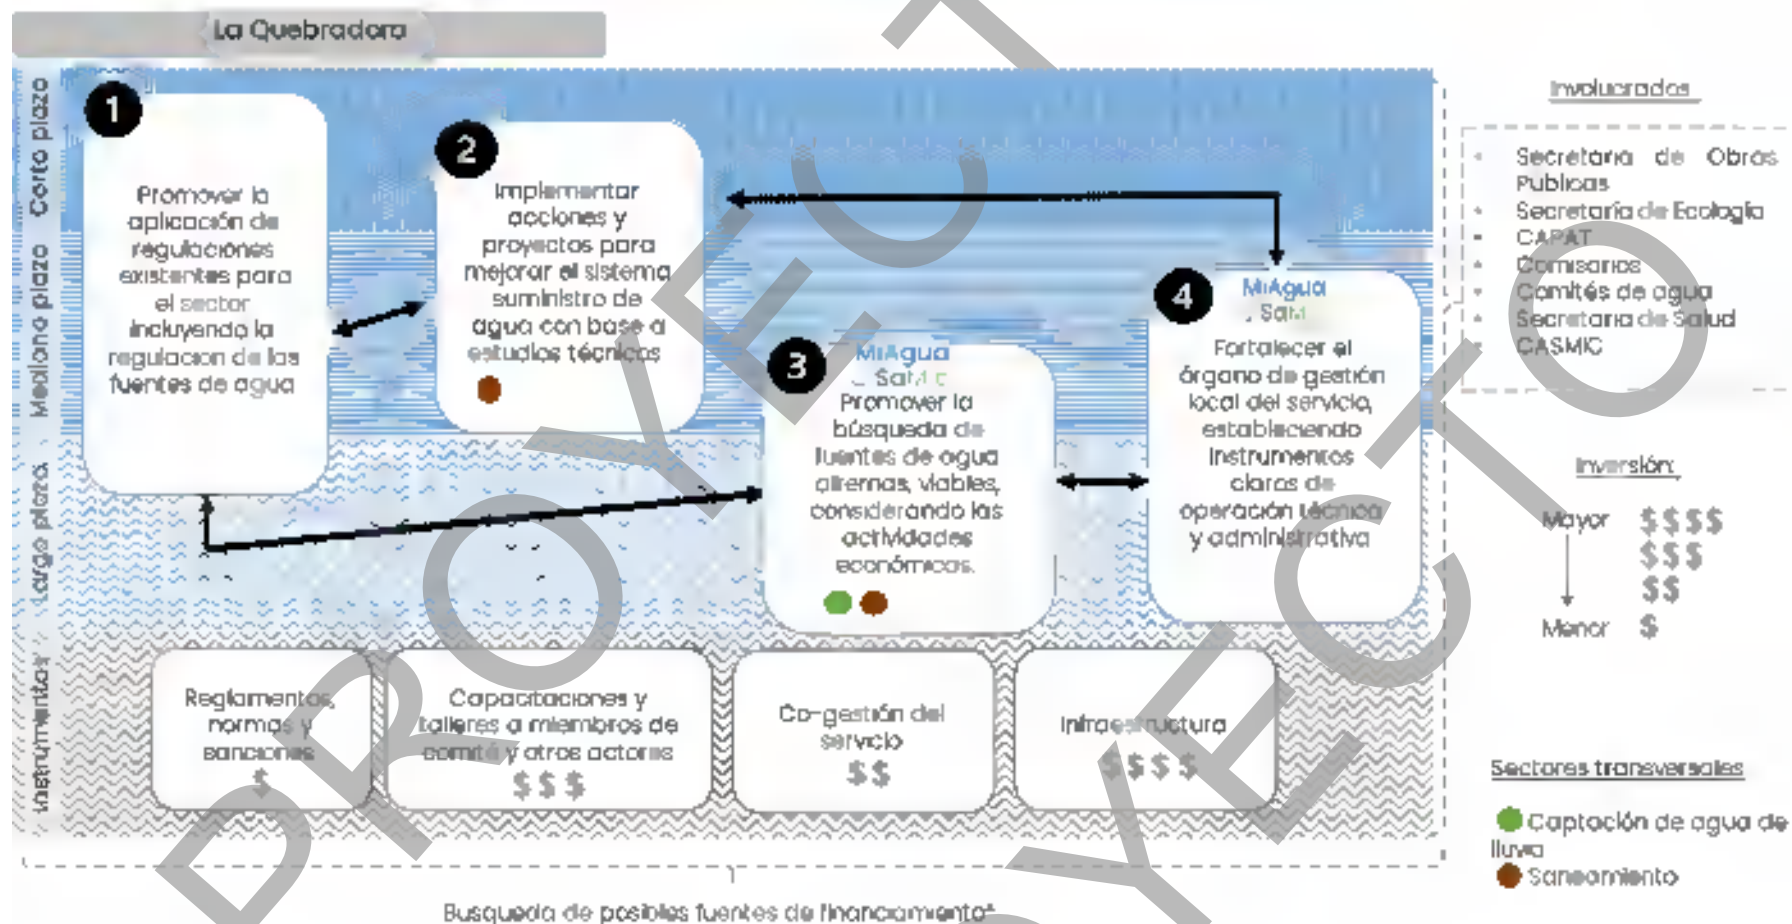 La Quebradora
Corto plazo
Mediano plazo
Largo plazo
Instrumentos
1
Promover la
aplicación de
regulaciones
existentes para
el sector
incluyendo la
regulacion de las
fuentes de agua
2
Implementar
acciones y
proyectos para
mejorar el sistema
suministro de
agua con base a
estudios técnicos
3
MiAgua
Promover la
búsqueda de
fuentes de agua
alternas, viables,
considerando las
actividades
económicas.
4
MiAgua
Fortalecer el
órgano de gestión
local del servicio,
estableciendo
instrumentos
claros de
operación técnica
y administrativa
Reglamentos,
normas y
sanciones
$
Capacitaciones y
talleres a miembros de
comité y otros actores
$$$
Co-gestión del
servicio
$$
Infraestructura
$$$$
Busqueda de posibles fuentes de financiamiento*
Involucrados
Secretaria de Obras
Publicas
Secretaría de Ecología
CAPAT
Comisarios
Comités de agua
Secretaria de Salud
CASMIC
Inversión:
Mayor $$$$
$$$
$$
Menor $
Sectores transversales
Captación de agua de
lluvia
Saneamiento
PROYECTO